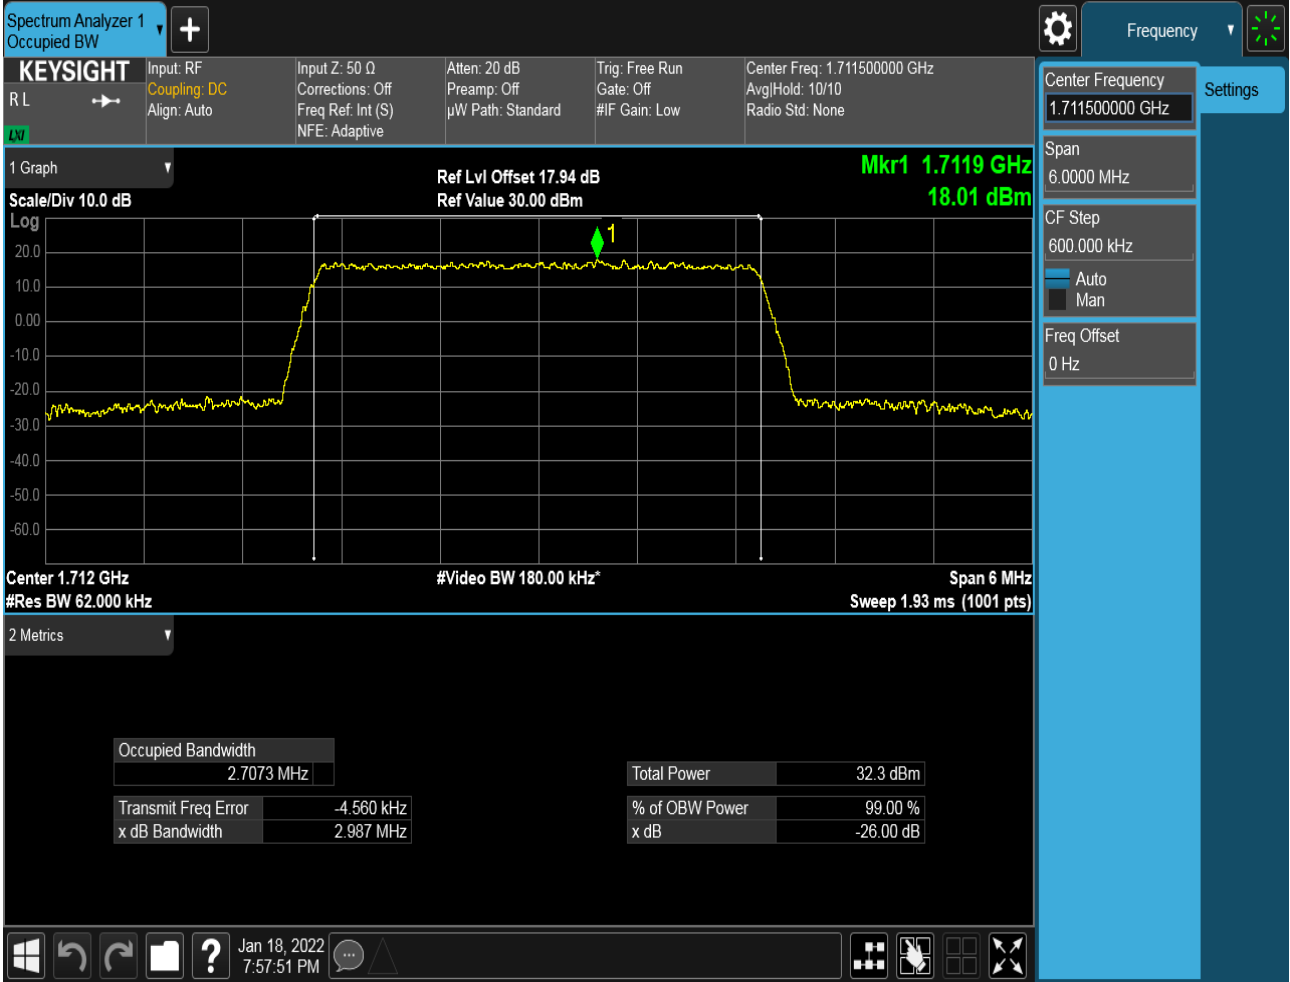 Spectrum Analyzer 1
Occupied BW
Frequency
KEYSIGHT
R L
LXI
Input: RF
Coupling: DC
Align: Auto
Input Z: 50 Ω
Corrections: Off
Freq Ref: Int (S)
NFE: Adaptive
Atten: 20 dB
Preamp: Off
µW Path: Standard
Trig: Free Run
Gate: Off
#IF Gain: Low
Center Freq: 1.711500000 GHz
Avg|Hold: 10/10
Radio Std: None
Center Frequency
1.711500000 GHz
Settings
Span
6.0000 MHz
CF Step
600.000 kHz
Auto
Man
Freq Offset
0 Hz
1 Graph
Scale/Div 10.0 dB
Ref Lvl Offset 17.94 dB
Ref Value 30.00 dBm
Mkr1 1.7119 GHz
18.01 dBm
Log
1
20.0
10.0
0.00
-10.0
-20.0
-30.0
-40.0
-50.0
-60.0
Center 1.712 GHz
#Res BW 62.000 kHz
#Video BW 180.00 kHz*
Span 6 MHz
Sweep 1.93 ms (1001 pts)
2 Metrics
Occupied Bandwidth
2.7073 MHz
Transmit Freq Error -4.560 kHz
x dB Bandwidth 2.987 MHz
Total Power 32.3 dBm
% of OBW Power 99.00 %
x dB -26.00 dB
?
Jan 18, 2022
7:57:51 PM